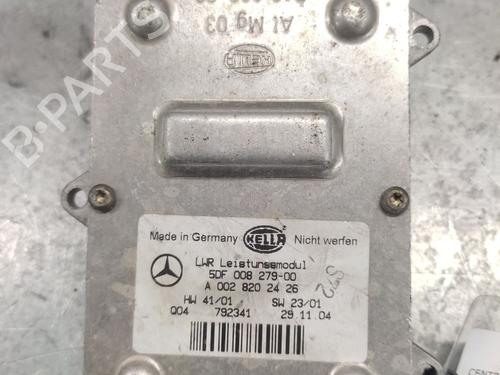 Al Mg 03
HELLA
B-PARTS
Made in Germany HELLA Nicht werfen
LWR Leistungsmodul
5DF 008 279-00
A 002 820 24 26
HW 41/01 SW 23/01
Q04 792341 29.11.04